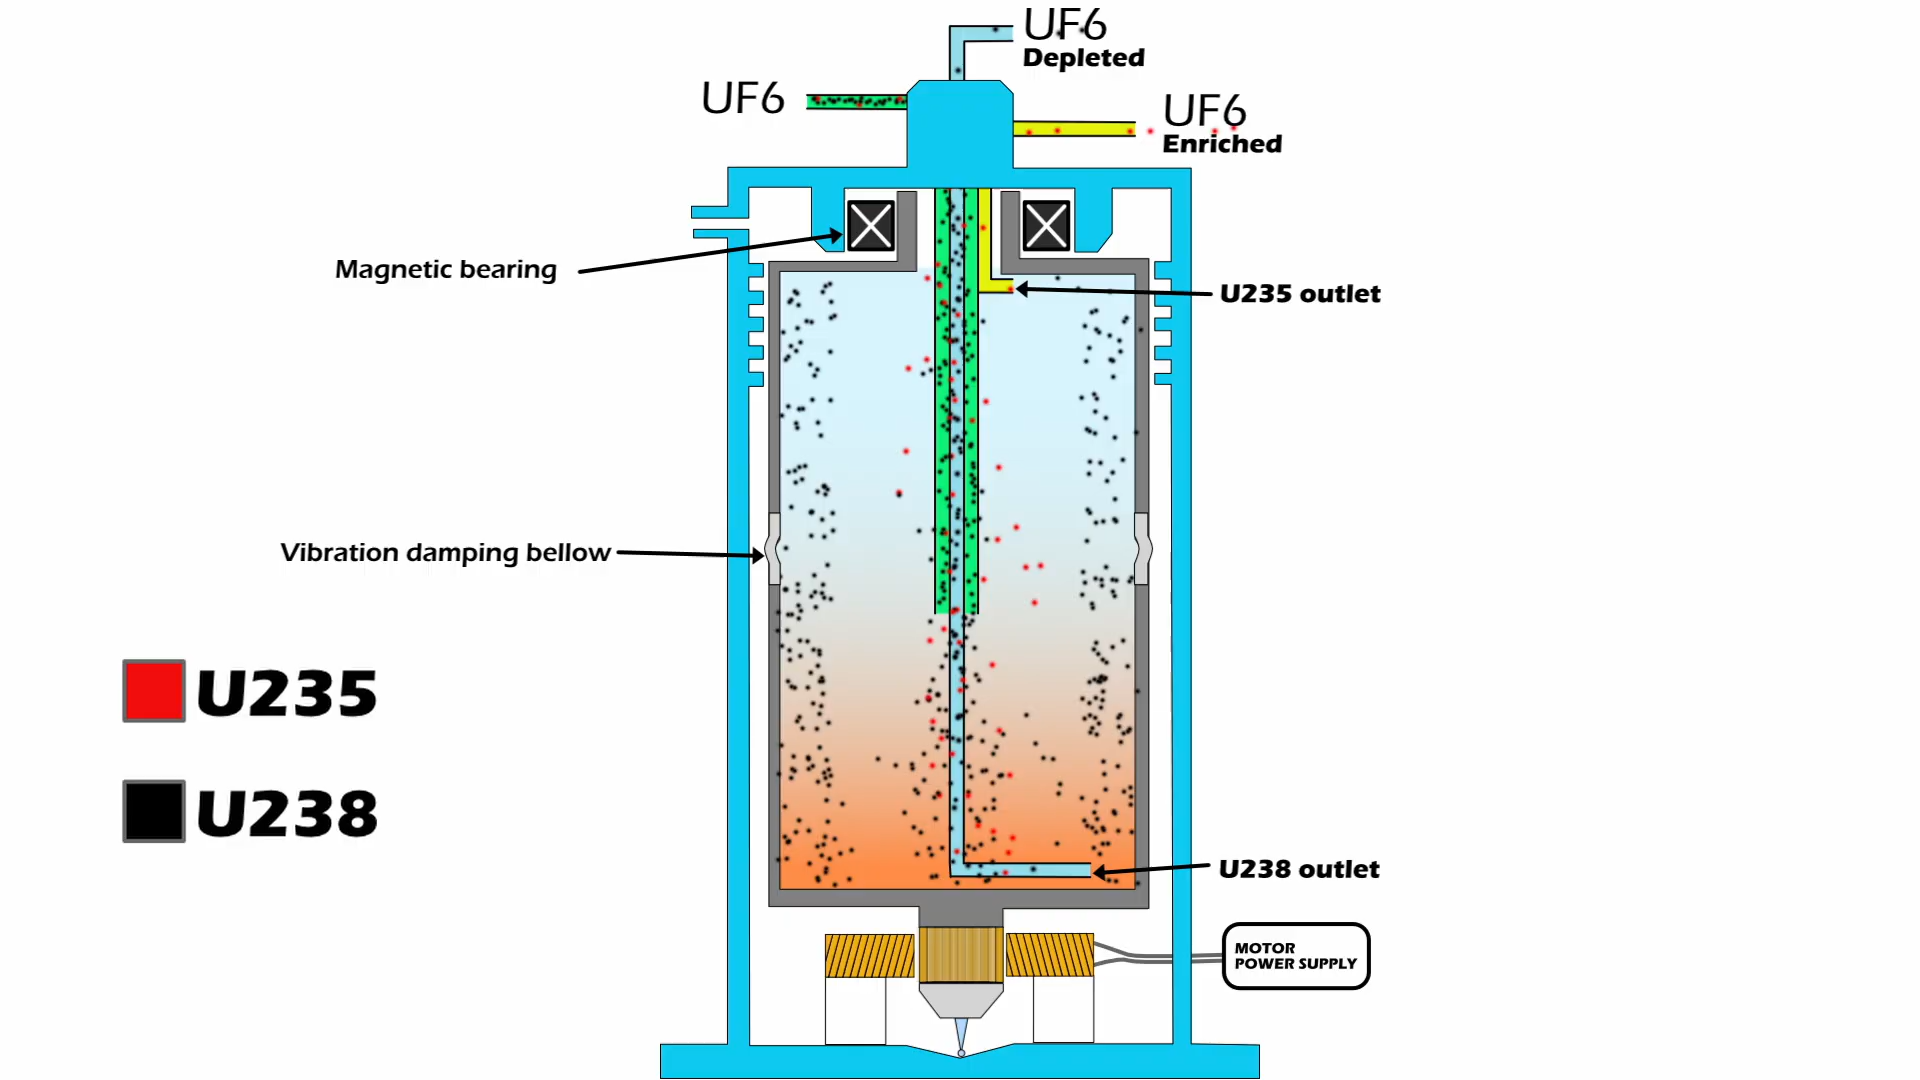 UF6
Depleted
UF6
UF6
Enriched
Magnetic bearing
U235 outlet
Vibration damping bellow
U235
U238
U238 outlet
MOTOR
POWER SUPPLY